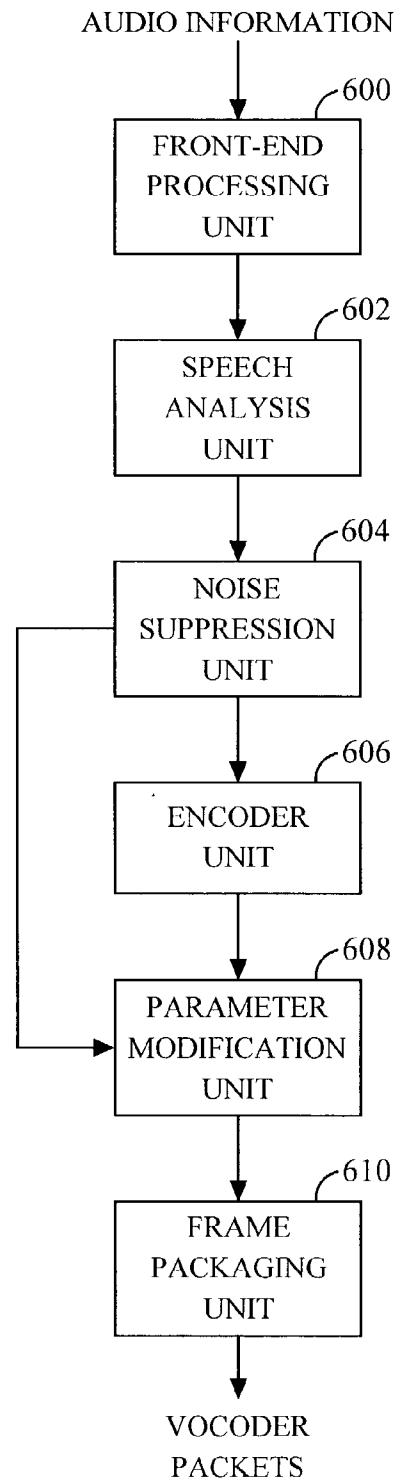 AUDIO INFORMATION
600
FRONT-END
PROCESSING
UNIT
602
SPEECH
ANALYSIS
UNIT
604
NOISE
SUPPRESSION
UNIT
606
ENCODER
UNIT
608
PARAMETER
MODIFICATION
UNIT
610
FRAME
PACKAGING
UNIT
VOCODER
PACKETS